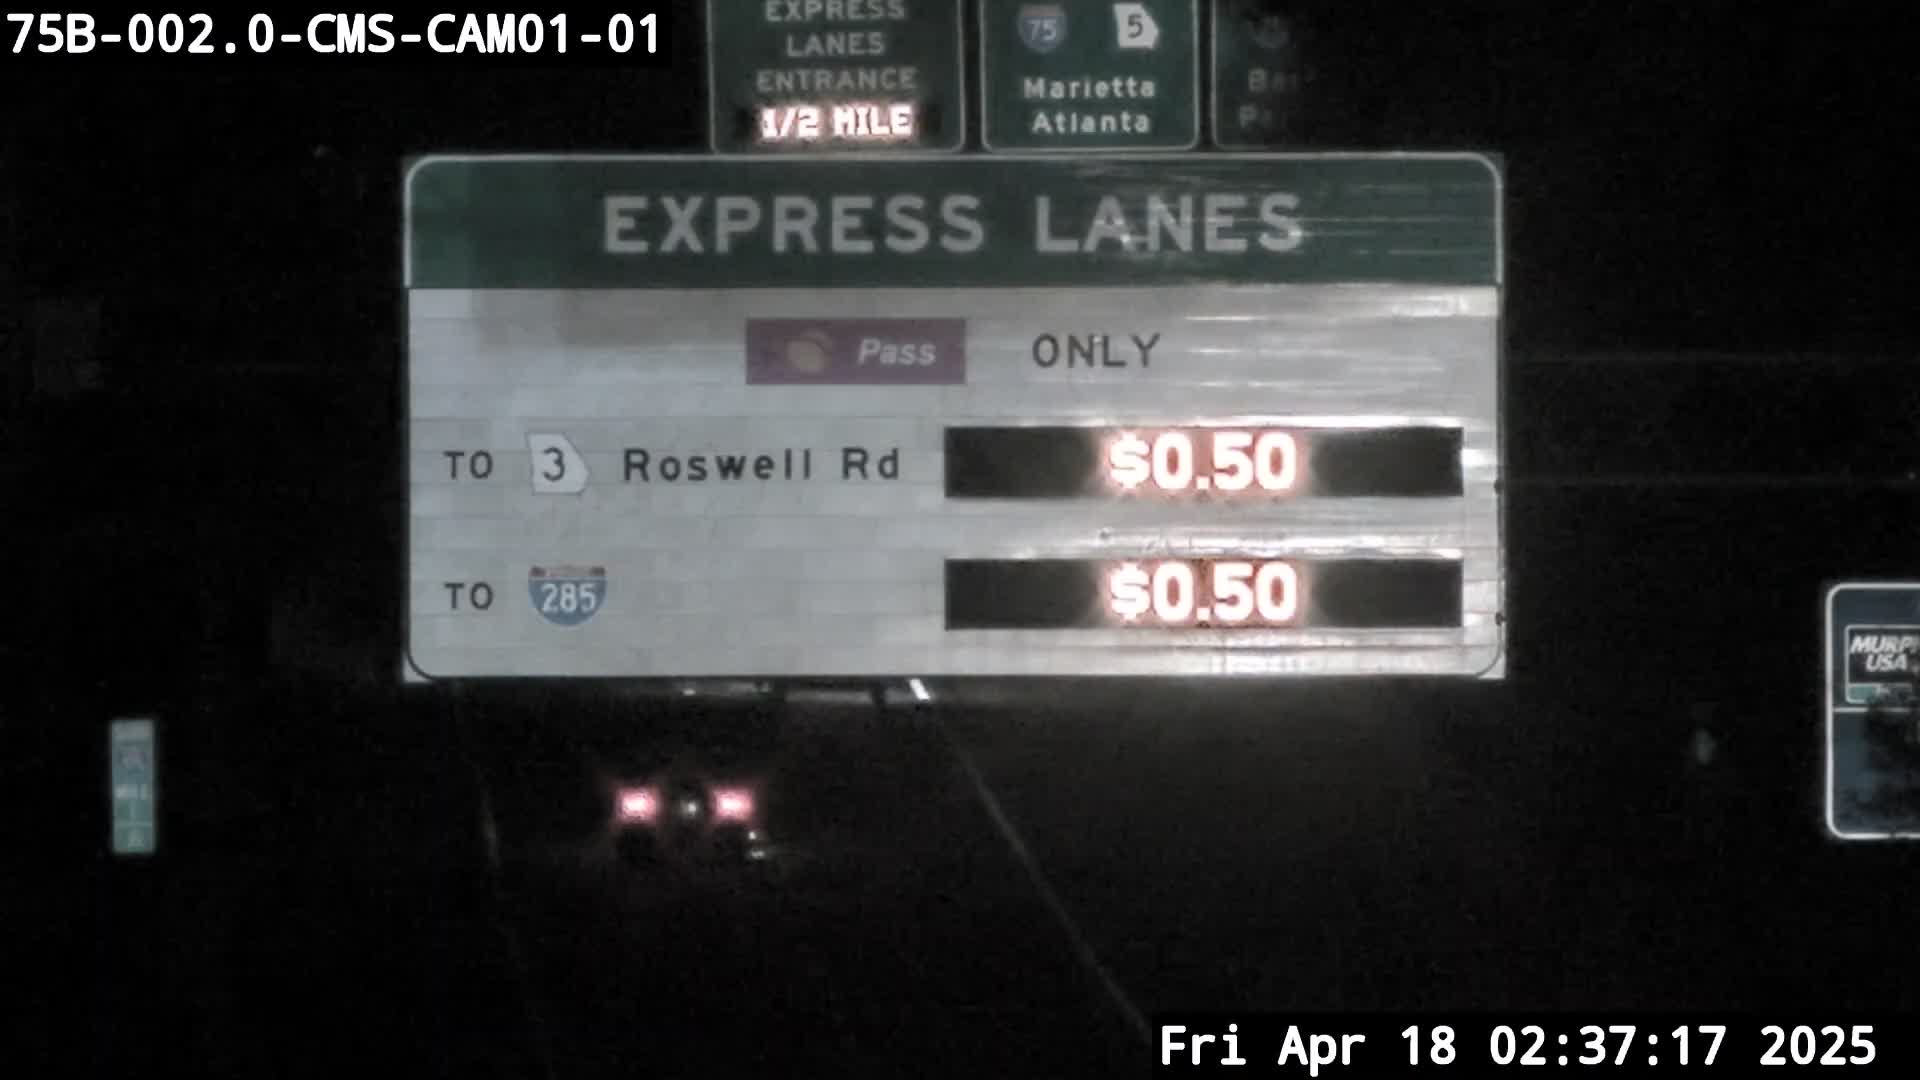 75B-002.0-CMS-CAM01-01
EXPRESS
LANES
ENTRANCE
1/2 MILE
75 5
Marietta
Atlanta
EXPRESS LANES
Pass ONLY
TO 3 Roswell Rd $0.50
TO 285 $0.50
USA
Fri Apr 18 02:37:17 2025